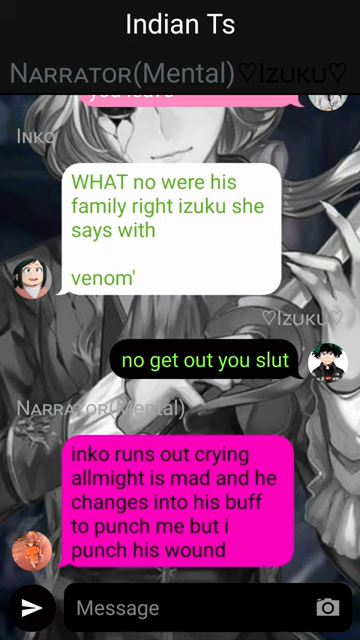 Indian Ts
NARRATOR(Mental) ♡IZUKU♡
you leave
INKO
WHAT no were his
family right izuku she
says with
venom'
♡IZUKU♡
no get out you slut
NARRATOR(Mental)
inko runs out crying
allmight is mad and he
changes into his buff
to punch me but i
punch his wound
Message